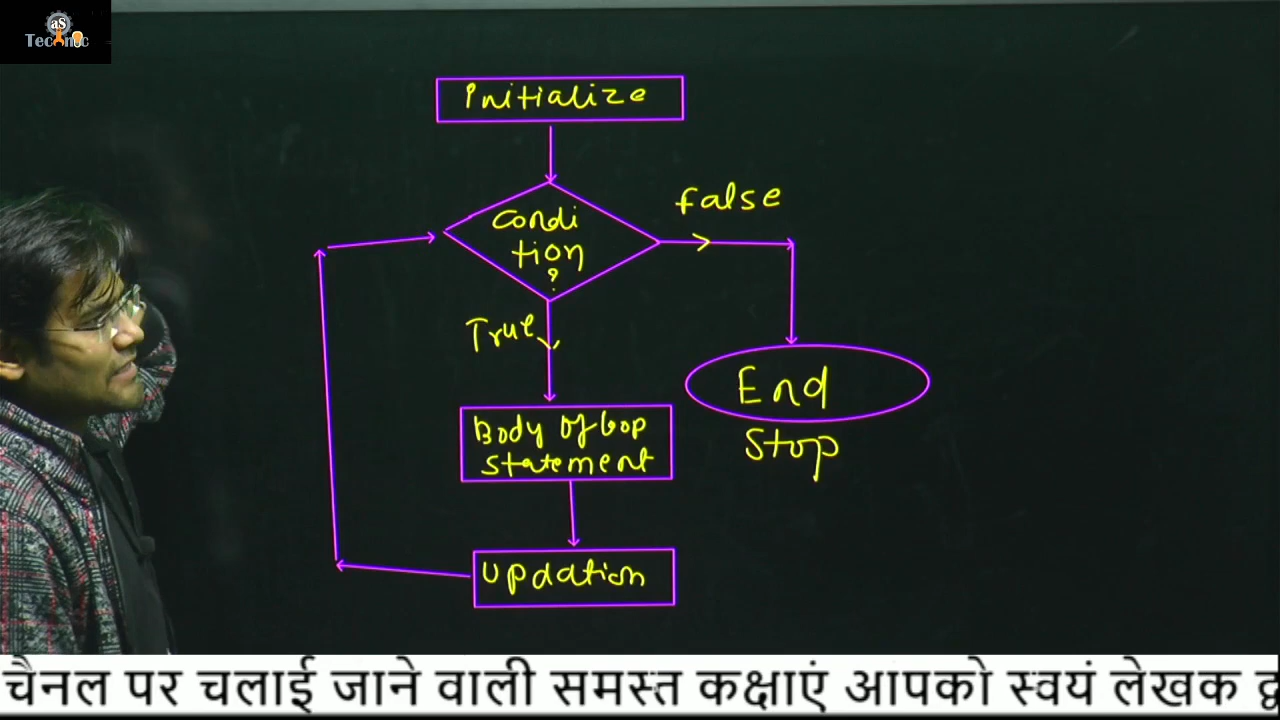 as
Tecnic
Initialize
Condi
tion
?
false
True
End
Stop
Body of loop
statement
Updation
चैनल पर चलाई जाने वाली समस्त कक्षाएं आपको स्वयं लेखक द्व